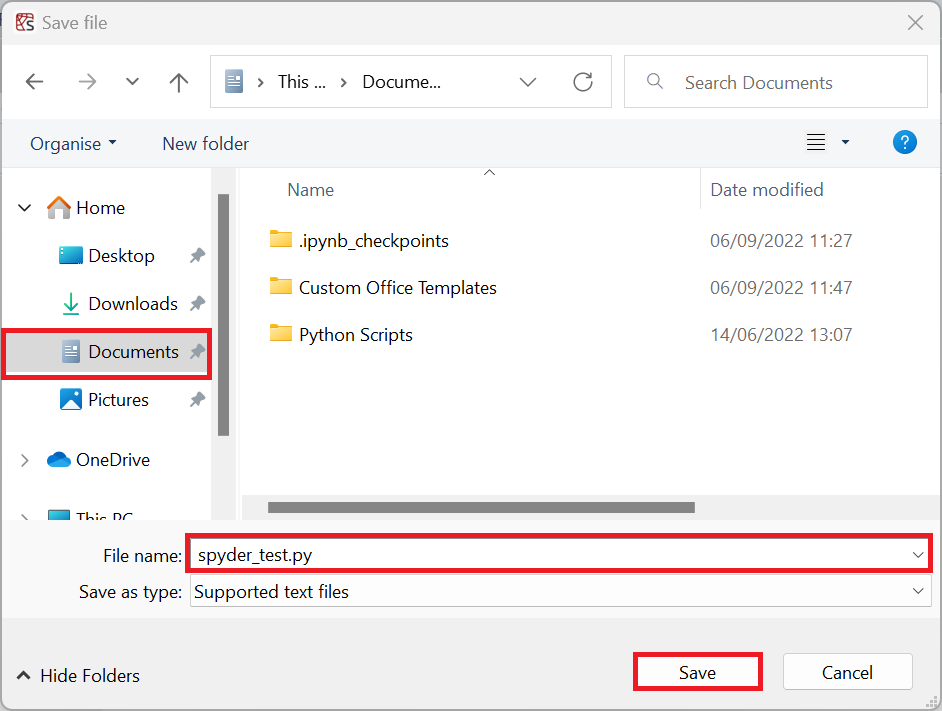 Save file
This ... Docume... Search Documents
Organise New folder ?
Home
Desktop
Downloads
Documents
Pictures
OneDrive
This PC
Name Date modified
.ipynb_checkpoints 06/09/2022 11:27
Custom Office Templates 06/09/2022 11:47
Python Scripts 14/06/2022 13:07
File name: spyder_test.py
Save as type: Supported text files
Hide Folders Save Cancel